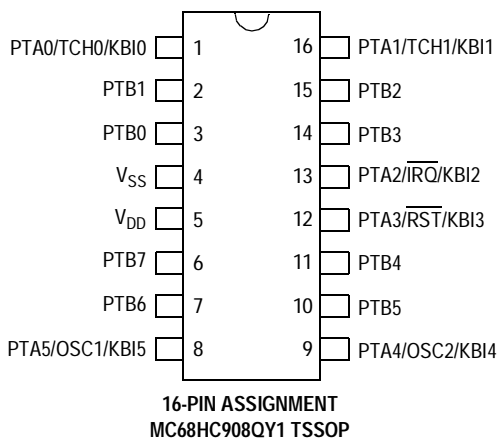 PTA0/TCH0/KBI0 1 16 PTA1/TCH1/KBI1
PTB1 2 15 PTB2
PTB0 3 14 PTB3
VSS 4 13 PTA2/IRQ/KBI2
VDD 5 12 PTA3/RST/KBI3
PTB7 6 11 PTB4
PTB6 7 10 PTB5
PTA5/OSC1/KBI5 8 9 PTA4/OSC2/KBI4
16-PIN ASSIGNMENT
MC68HC908QY1 TSSOP